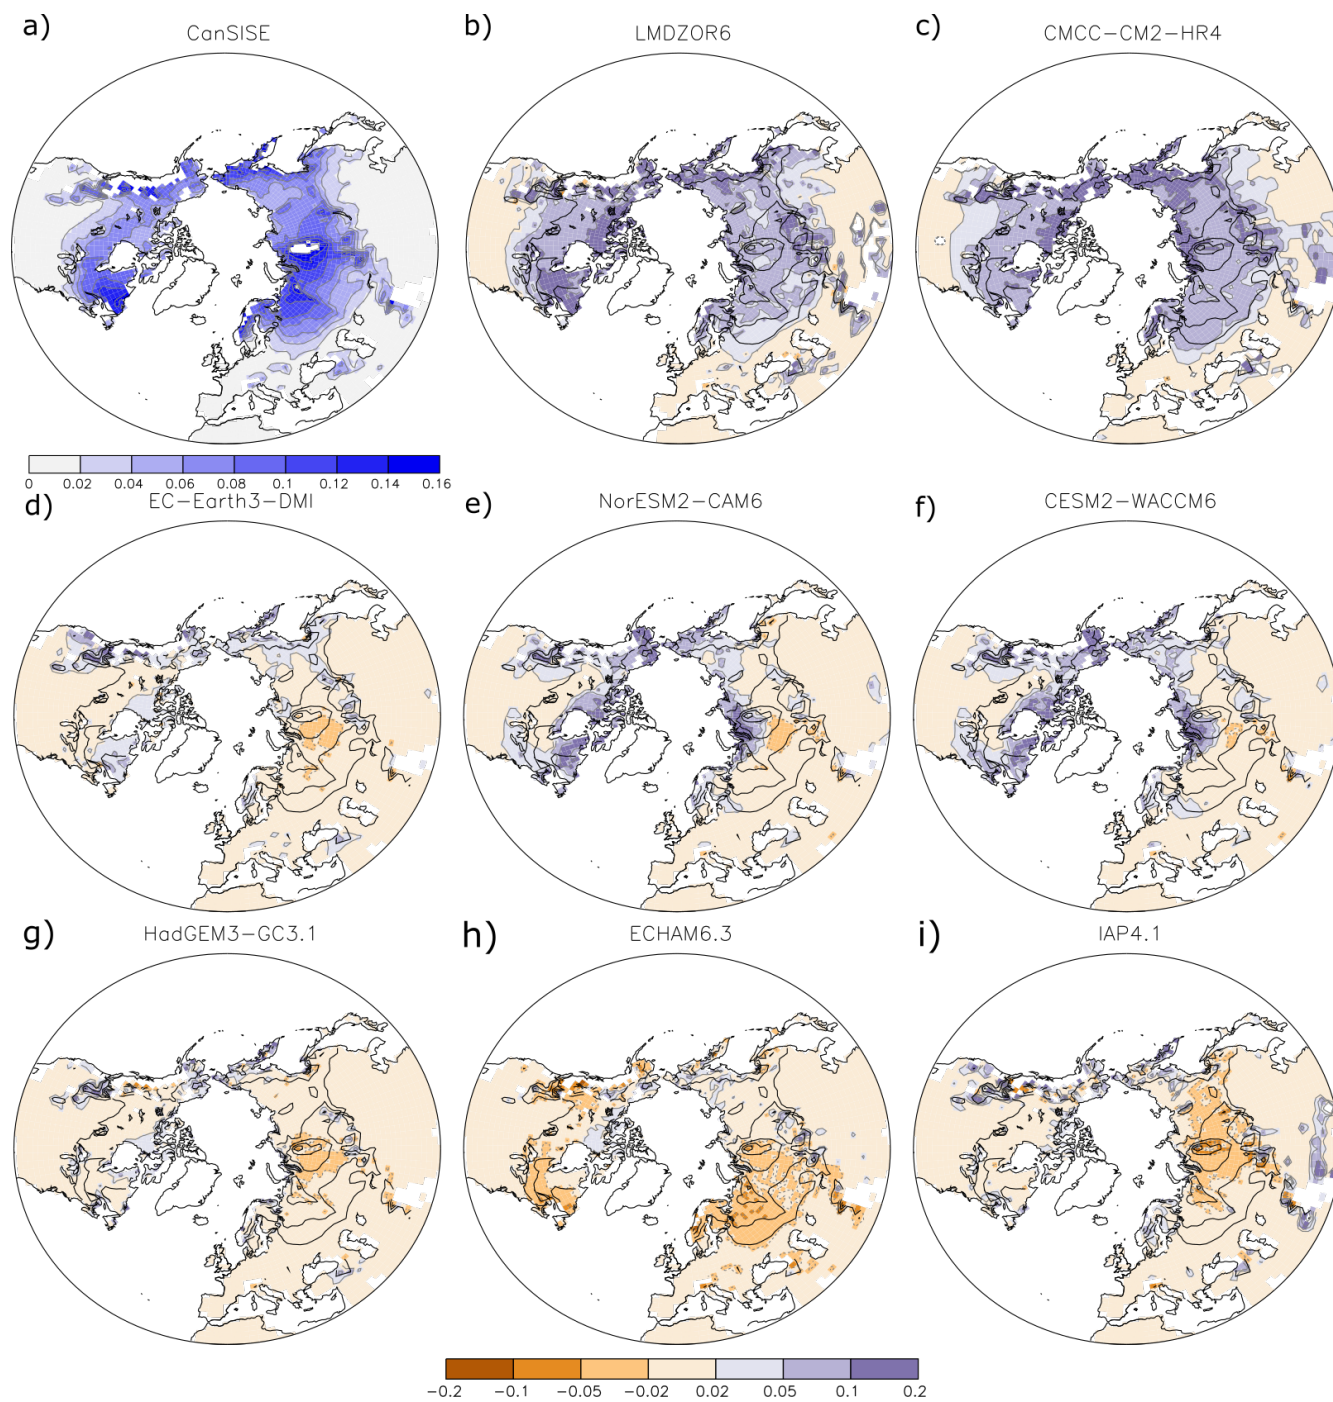 a) b) c)
CanSISE LMDZOR6 CMCC-CM2-HR4
0 0.02 0.04 0.06 0.08 0.1 0.12 0.14 0.16
d) EC-Earth3-DMI e) NorESM2-CAM6 f) CESM2-WACCM6
g) HadGEM3-GC3.1 h) ECHAM6.3 i) IAP4.1
-0.2 -0.1 -0.05 -0.02 0.02 0.05 0.1 0.2